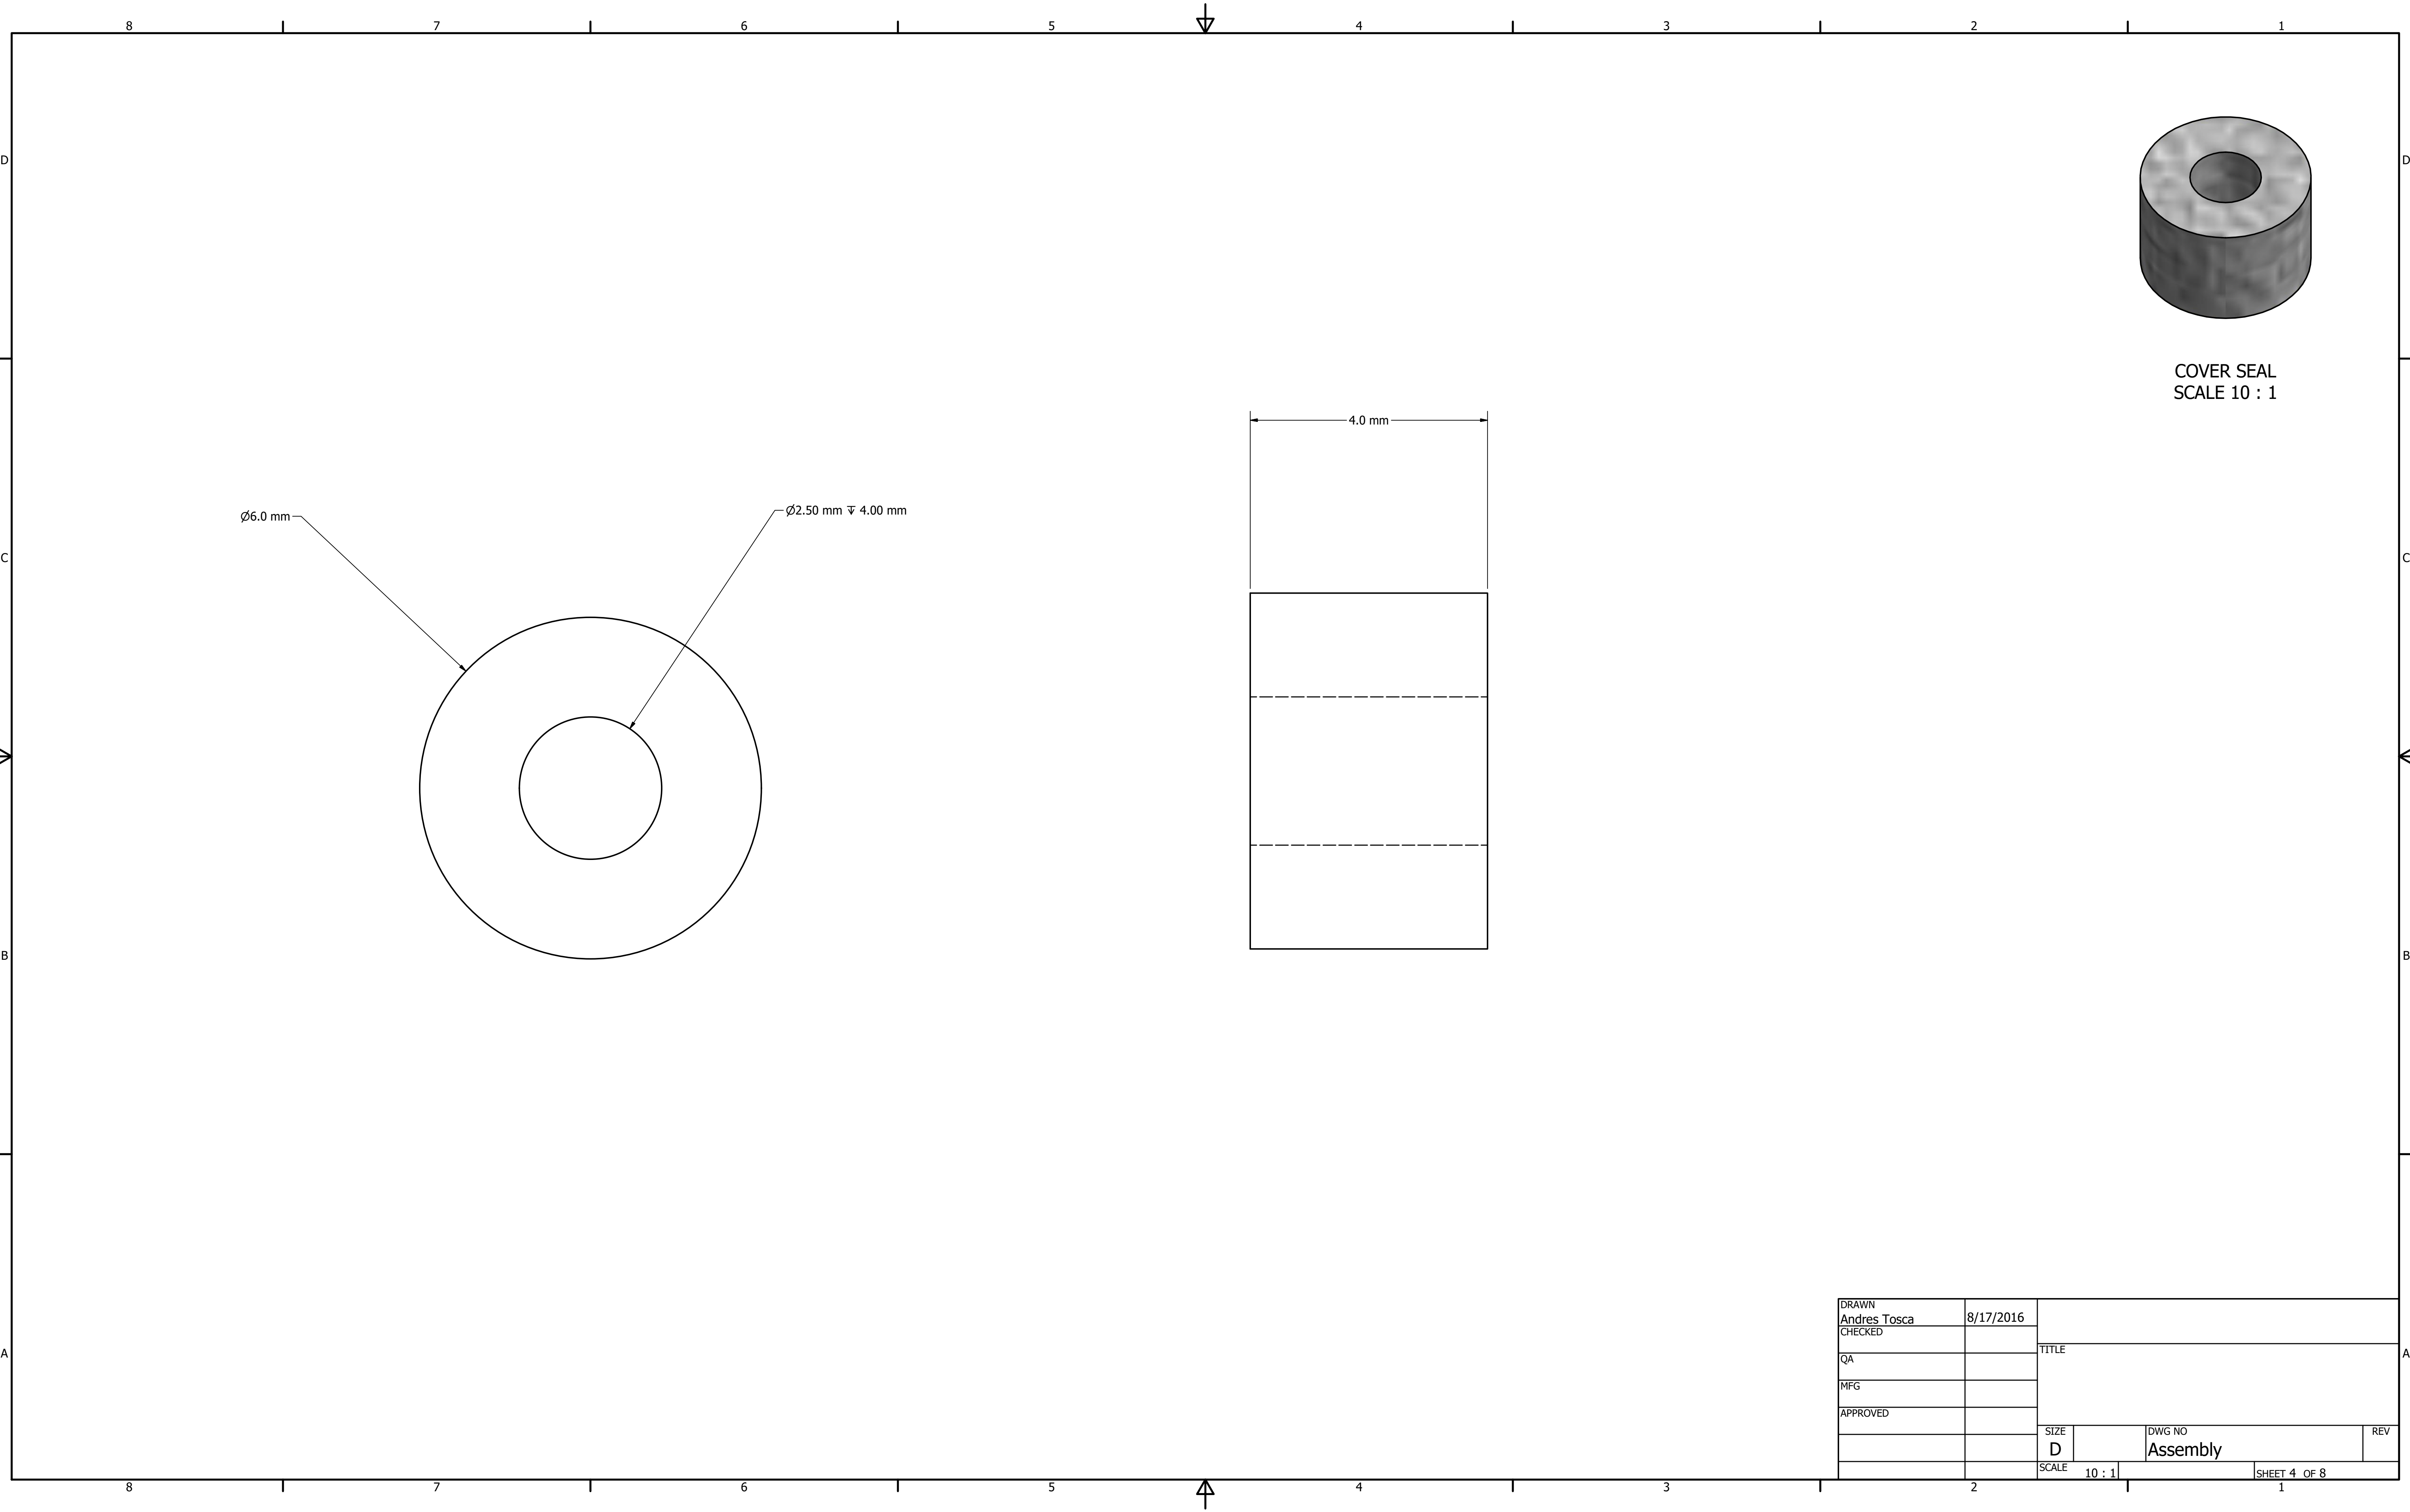 8 7 6 5 4 3 2 1
D D
COVER SEAL
SCALE 10 : 1
4.0 mm
Ø6.0 mm
Ø2.50 mm ↧ 4.00 mm
C C
B B
DRAWN
Andres Tosca 8/17/2016
CHECKED
QA
MFG
APPROVED
TITLE
A A
SIZE
D
DWG NO
Assembly
REV
SCALE 10 : 1
SHEET 4 OF 8
8 7 6 5 4 3 2 1